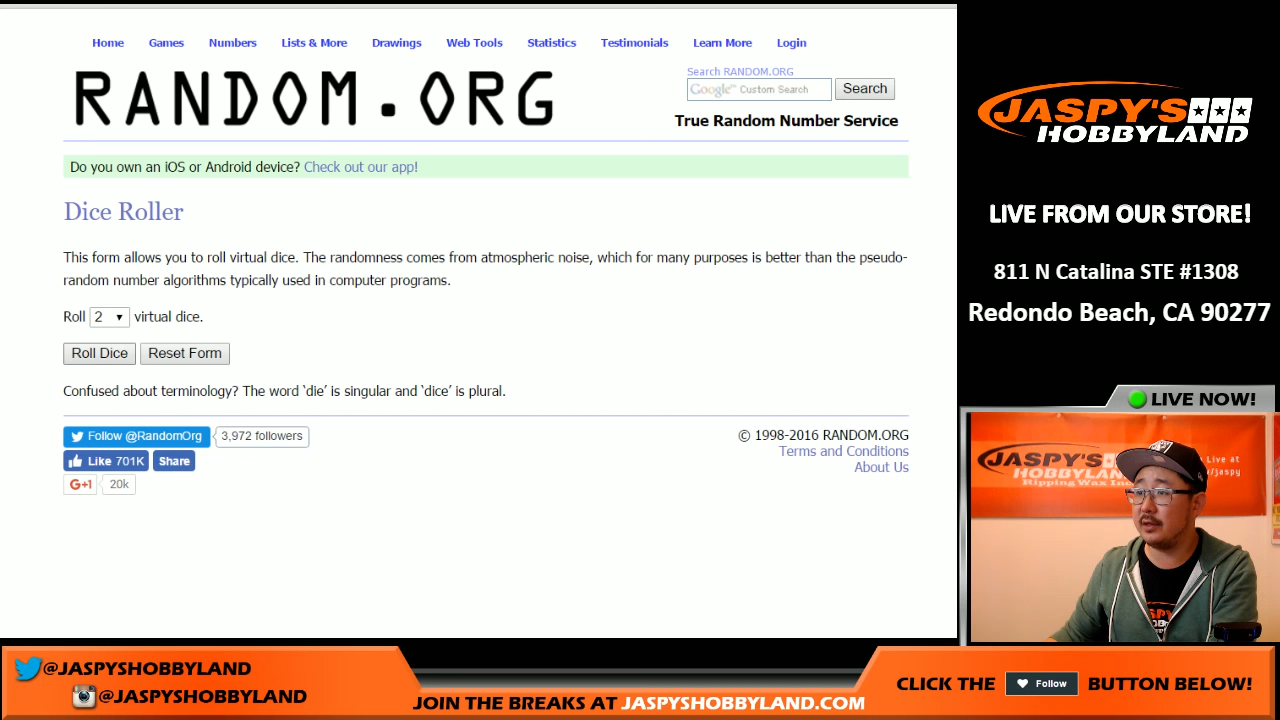 Home Games Numbers Lists & More Drawings Web Tools Statistics Testimonials Learn More Login
RANDOM.ORG
Search RANDOM.ORG
Google™ Custom Search Search
True Random Number Service
Do you own an iOS or Android device? Check out our app!
Dice Roller
This form allows you to roll virtual dice. The randomness comes from atmospheric noise, which for many purposes is better than the pseudo-
random number algorithms typically used in computer programs.
Roll 2 virtual dice.
Roll Dice Reset Form
Confused about terminology? The word ‘die’ is singular and ‘dice’ is plural.
Follow @RandomOrg 3,972 followers
Like 701K Share
G+1 20k
© 1998-2016 RANDOM.ORG
Terms and Conditions
About Us
JASPY'S
HOBBYLAND
LIVE FROM OUR STORE!
811 N Catalina STE #1308
Redondo Beach, CA 90277
LIVE NOW!
JASPY'S
HOBBYLAND
Ripping Wax Inc
Live at
/jaspy
@JASPYSHOBBYLAND
@JASPYSHOBBYLAND
JOIN THE BREAKS AT JASPYSHOBBYLAND.COM
CLICK THE Follow BUTTON BELOW!